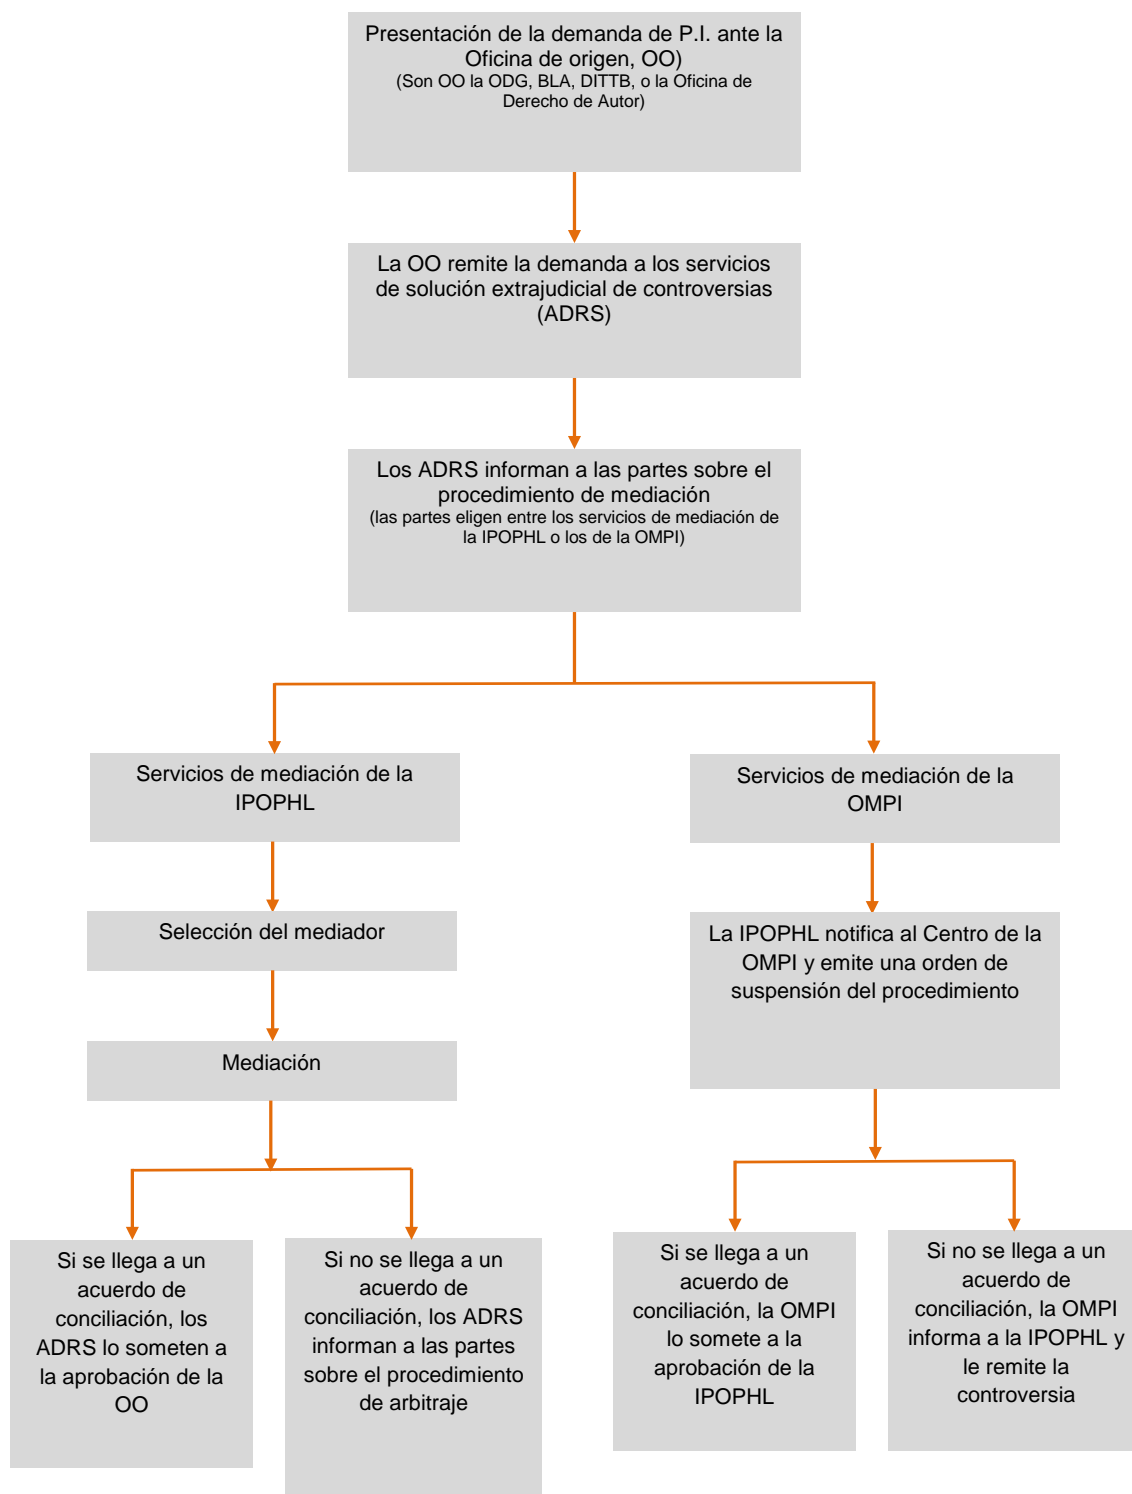 Presentación de la demanda de P.I. ante la
Oficina de origen, OO)
(Son OO la ODG, BLA, DITTB, o la Oficina de
Derecho de Autor)
La OO remite la demanda a los servicios
de solución extrajudicial de controversias
(ADRS)
Los ADRS informan a las partes sobre el
procedimiento de mediación
(las partes eligen entre los servicios de mediación de
la IPOPHL o los de la OMPI)
Servicios de mediación de la
IPOPHL
Servicios de mediación de la
OMPI
Selección del mediador
La IPOPHL notifica al Centro de la
OMPI y emite una orden de
suspensión del procedimiento
Mediación
Si se llega a un
acuerdo de
conciliación, los
ADRS lo someten a
la aprobación de la
OO
Si no se llega a un
acuerdo de
conciliación, los ADRS
informan a las partes
sobre el procedimiento
de arbitraje
Si se llega a un
acuerdo de
conciliación, la OMPI
lo somete a la
aprobación de la
IPOPHL
Si no se llega a un
acuerdo de
conciliación, la OMPI
informa a la IPOPHL y
le remite la
controversia